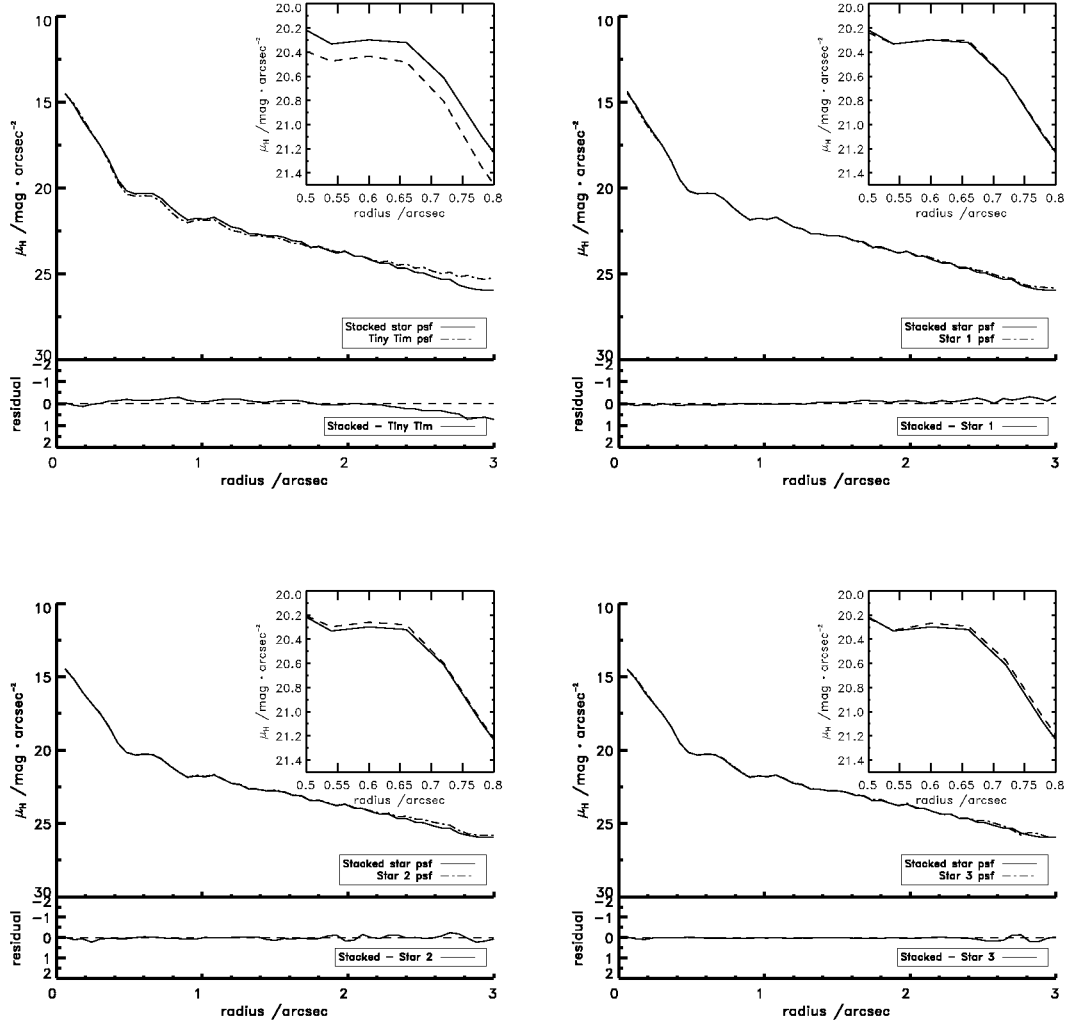 10
15
20
25
30
μH /mag · arcsec⁻²
20.0
20.2
20.4
20.6
20.8
21.0
21.2
21.4
μH /mag · arcsec⁻²
0.5 0.55 0.6 0.65 0.7 0.75 0.8
radius /arcsec
Stacked star psf
Tiny Tim psf
−2
−1
0
1
2
residual
Stacked − Tiny Tim
0 1 2 3
radius /arcsec
10
15
20
25
30
μH /mag · arcsec⁻²
20.0
20.2
20.4
20.6
20.8
21.0
21.2
21.4
μH /mag · arcsec⁻²
0.5 0.55 0.6 0.65 0.7 0.75 0.8
radius /arcsec
Stacked star psf
Star 1 psf
−2
−1
0
1
2
residual
Stacked − Star 1
0 1 2 3
radius /arcsec
10
15
20
25
30
μH /mag · arcsec⁻²
20.0
20.2
20.4
20.6
20.8
21.0
21.2
21.4
μH /mag · arcsec⁻²
0.5 0.55 0.6 0.65 0.7 0.75 0.8
radius /arcsec
Stacked star psf
Star 2 psf
−2
−1
0
1
2
residual
Stacked − Star 2
0 1 2 3
radius /arcsec
10
15
20
25
30
μH /mag · arcsec⁻²
20.0
20.2
20.4
20.6
20.8
21.0
21.2
21.4
μH /mag · arcsec⁻²
0.5 0.55 0.6 0.65 0.7 0.75 0.8
radius /arcsec
Stacked star psf
Star 3 psf
−2
−1
0
1
2
residual
Stacked − Star 3
0 1 2 3
radius /arcsec